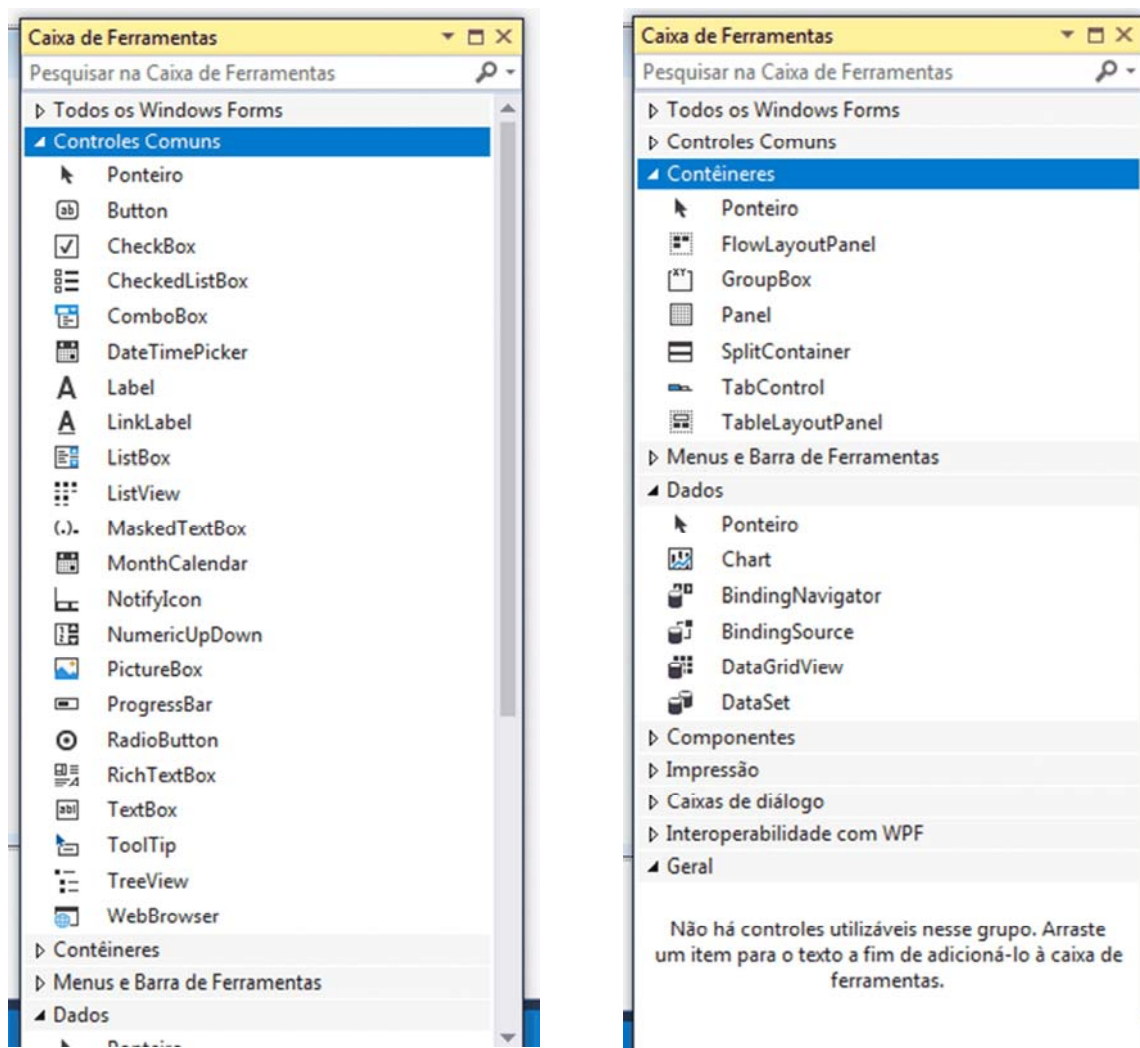 Caixa de Ferramentas
Pesquisar na Caixa de Ferramentas
Todos os Windows Forms
Controles Comuns
Ponteiro
Button
CheckBox
CheckedListBox
ComboBox
DateTimePicker
Label
LinkLabel
ListBox
ListView
MaskedTextBox
MonthCalendar
NotifyIcon
NumericUpDown
PictureBox
ProgressBar
RadioButton
RichTextBox
TextBox
ToolTip
TreeView
WebBrowser
Contêineres
Menus e Barra de Ferramentas
Dados
Ponteiro
Caixa de Ferramentas
Pesquisar na Caixa de Ferramentas
Todos os Windows Forms
Controles Comuns
Contêineres
Ponteiro
FlowLayoutPanel
GroupBox
Panel
SplitContainer
TabControl
TableLayoutPanel
Menus e Barra de Ferramentas
Dados
Ponteiro
Chart
BindingNavigator
BindingSource
DataGridView
DataSet
Componentes
Impressão
Caixas de diálogo
Interoperabilidade com WPF
Geral
Não há controles utilizáveis nesse grupo. Arraste
um item para o texto a fim de adicioná-lo à caixa de
ferramentas.